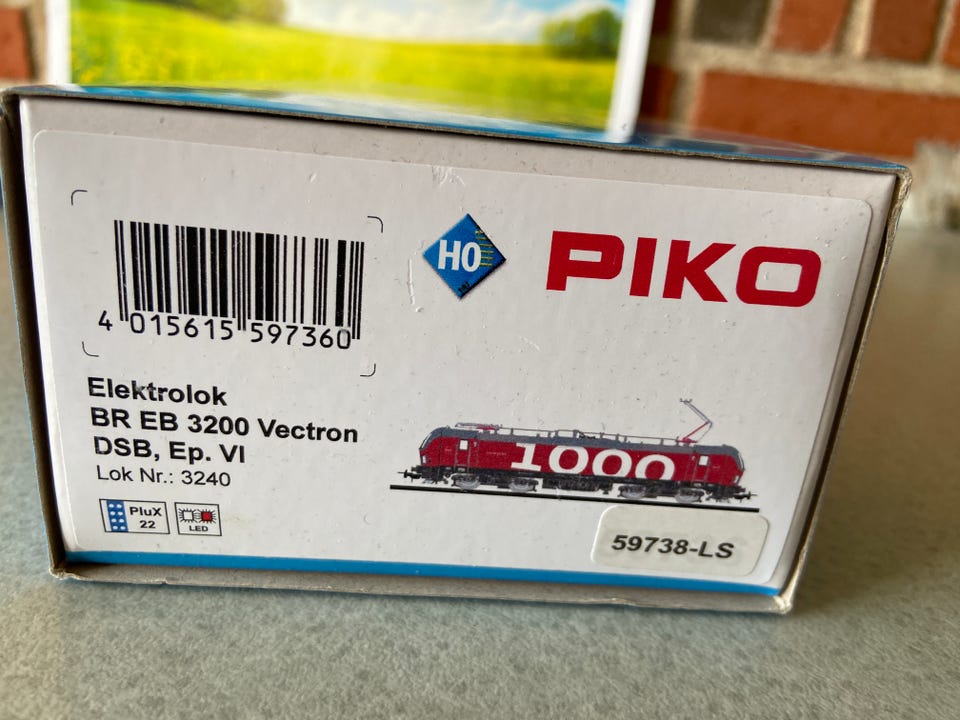 H0
PIKO
4 015615 597360
Elektrolok
BR EB 3200 Vectron
DSB, Ep. VI
Lok Nr.: 3240
1000
PluX
22
LED
59738-LS